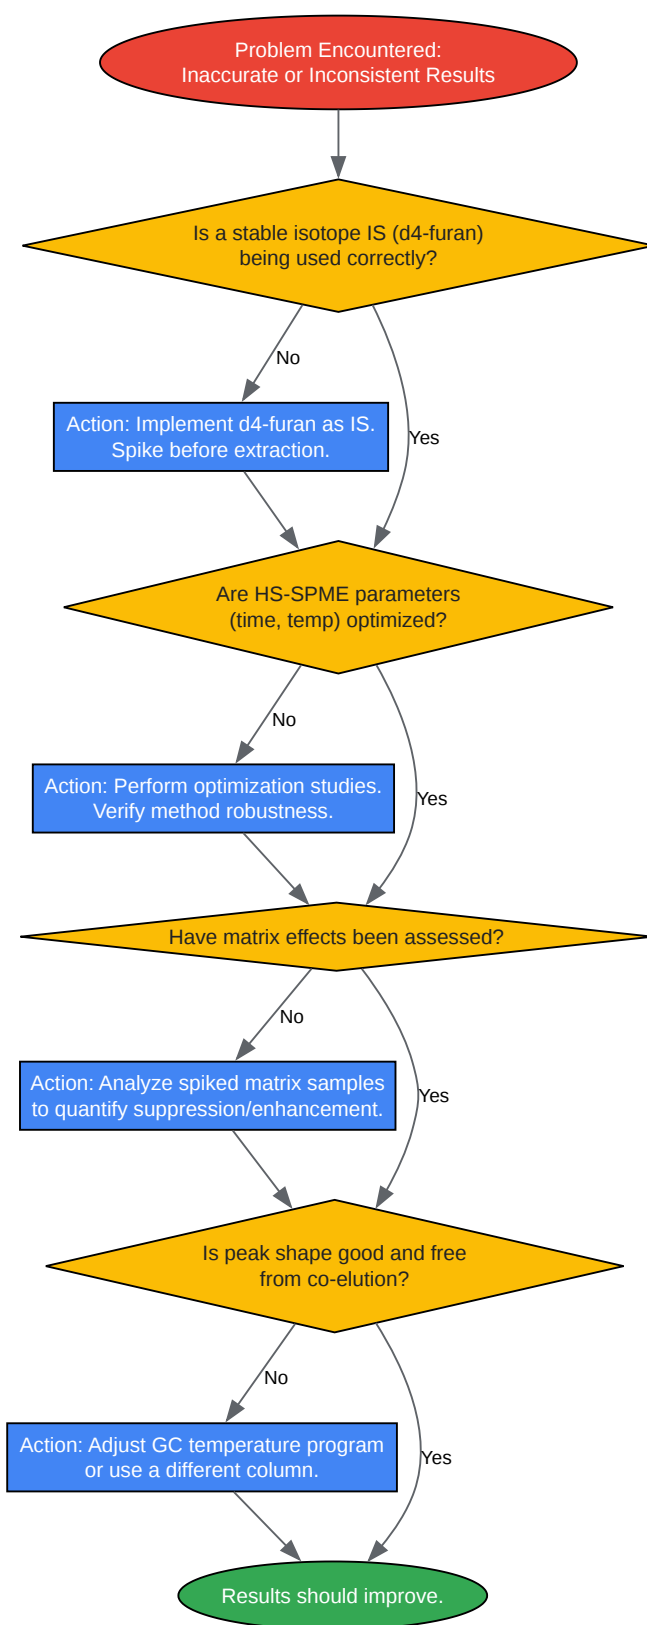 Problem Encountered:
Inaccurate or Inconsistent Results
Is a stable isotope IS (d4-furan)
being used correctly?
No
Action: Implement d4-furan as IS.
Spike before extraction.
Yes
Are HS-SPME parameters
(time, temp) optimized?
No
Action: Perform optimization studies.
Verify method robustness.
Yes
Have matrix effects been assessed?
No
Action: Analyze spiked matrix samples
to quantify suppression/enhancement.
Yes
Is peak shape good and free
from co-elution?
No
Action: Adjust GC temperature program
or use a different column.
Yes
Results should improve.